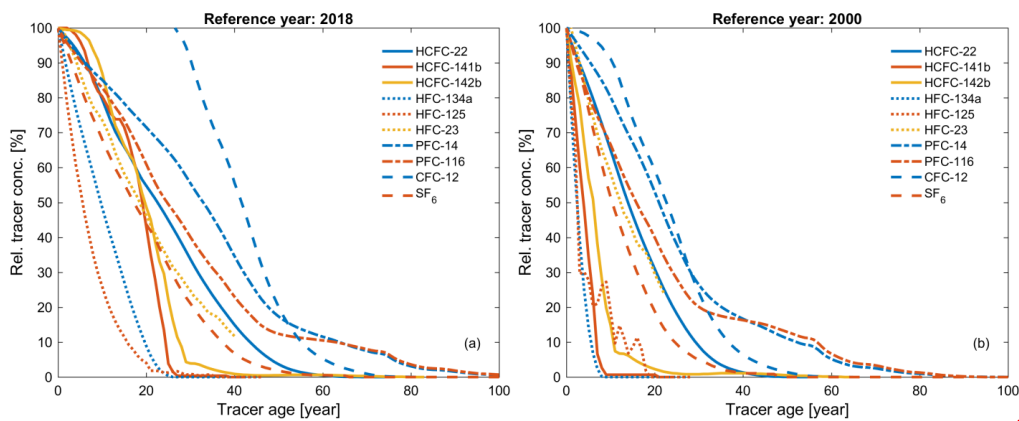 Reference year: 2018
100
90
80
70
60
50
40
30
20
10
0
Rel. tracer conc. [%]
HCFC-22
HCFC-141b
HCFC-142b
HFC-134a
HFC-125
HFC-23
PFC-14
PFC-116
CFC-12
SF6
(a)
0 20 40 60 80 100
Tracer age [year]
Reference year: 2000
100
90
80
70
60
50
40
30
20
10
0
Rel. tracer conc. [%]
HCFC-22
HCFC-141b
HCFC-142b
HFC-134a
HFC-125
HFC-23
PFC-14
PFC-116
CFC-12
SF6
(b)
0 20 40 60 80 100
Tracer age [year]